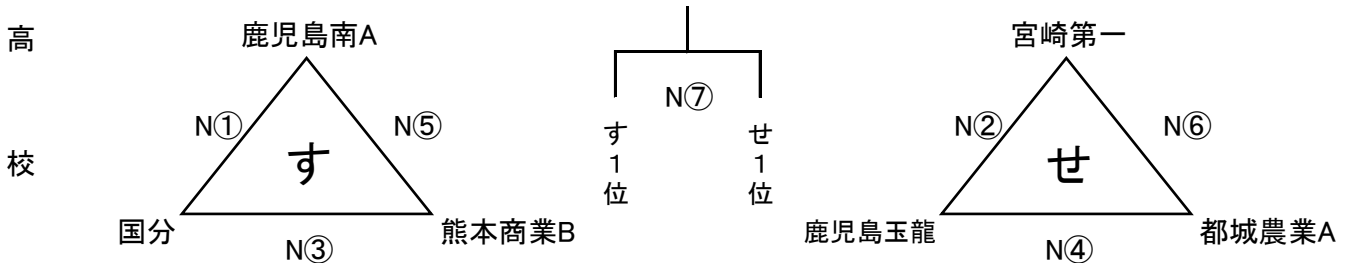 高
校
鹿児島南A
N①
N⑤
す
国分
N③
熊本商業B
N⑦
す1位
せ1位
宮崎第一
N②
N⑥
せ
鹿児島玉龍
N④
都城農業A